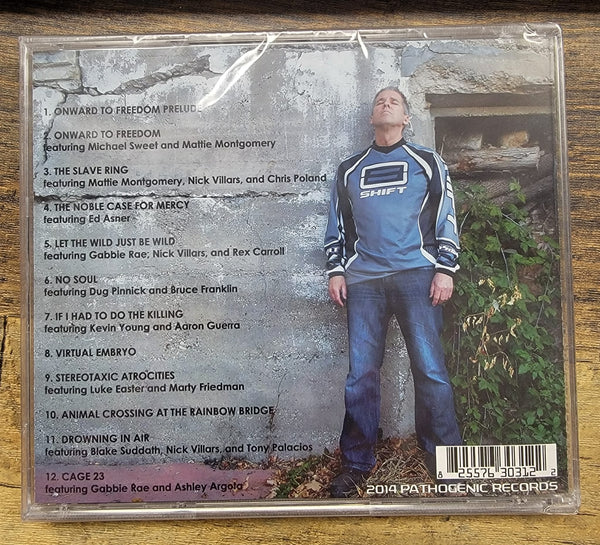 1. ONWARD TO FREEDOM PRELUDE
2. ONWARD TO FREEDOM
featuring Michael Sweet and Mattie Montgomery
3. THE SLAVE RING
featuring Mattie Montgomery, Nick Villars, and Chris Poland
4. THE NOBLE CASE FOR MERCY
featuring Ed Asner
5. LET THE WILD JUST BE WILD
featuring Gabbie Rae, Nick Villars, and Rex Carroll
6. NO SOUL
featuring Dug Pinnick and Bruce Franklin
7. IF I HAD TO DO THE KILLING
featuring Kevin Young and Aaron Guerra
8. VIRTUAL EMBRYO
9. STEREOTAXIC ATROCITIES
featuring Luke Easter and Marty Friedman
10. ANIMAL CROSSING AT THE RAINBOW BRIDGE
11. DROWNING IN AIR
featuring Blake Suddath, Nick Villars, and Tony Palacios
12. CAGE 23
featuring Gabbie Rae and Ashley Argota
SHIFT
8 25576 30312 2
2014 PATHOGENIC RECORDS